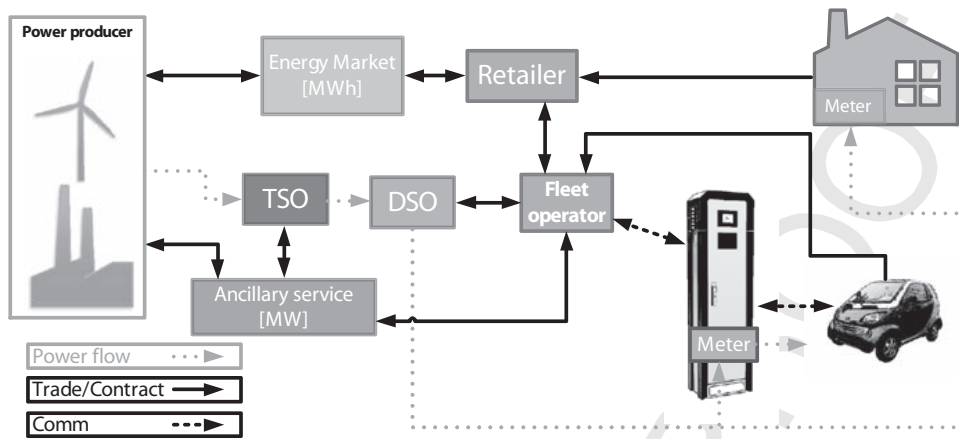 Power producer
Energy Market
[MWh]
Retailer
Meter
TSO
DSO
Fleet
operator
Ancillary service
[MW]
Meter
Power flow
Trade/Contract
Comm